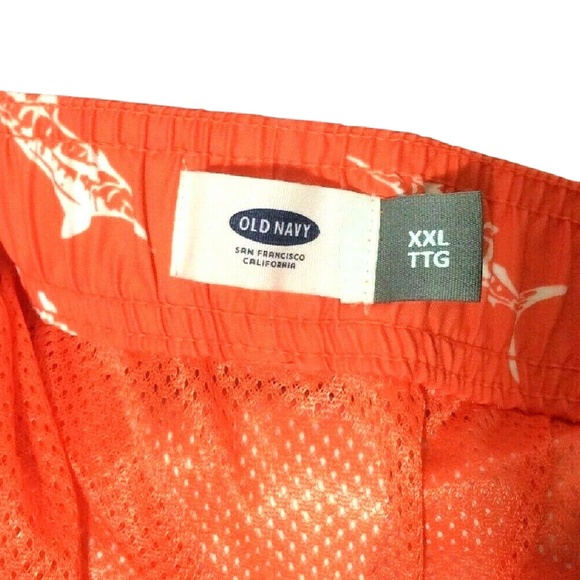 OLD NAVY
SAN FRANCISCO
CALIFORNIA
XXL
TTG